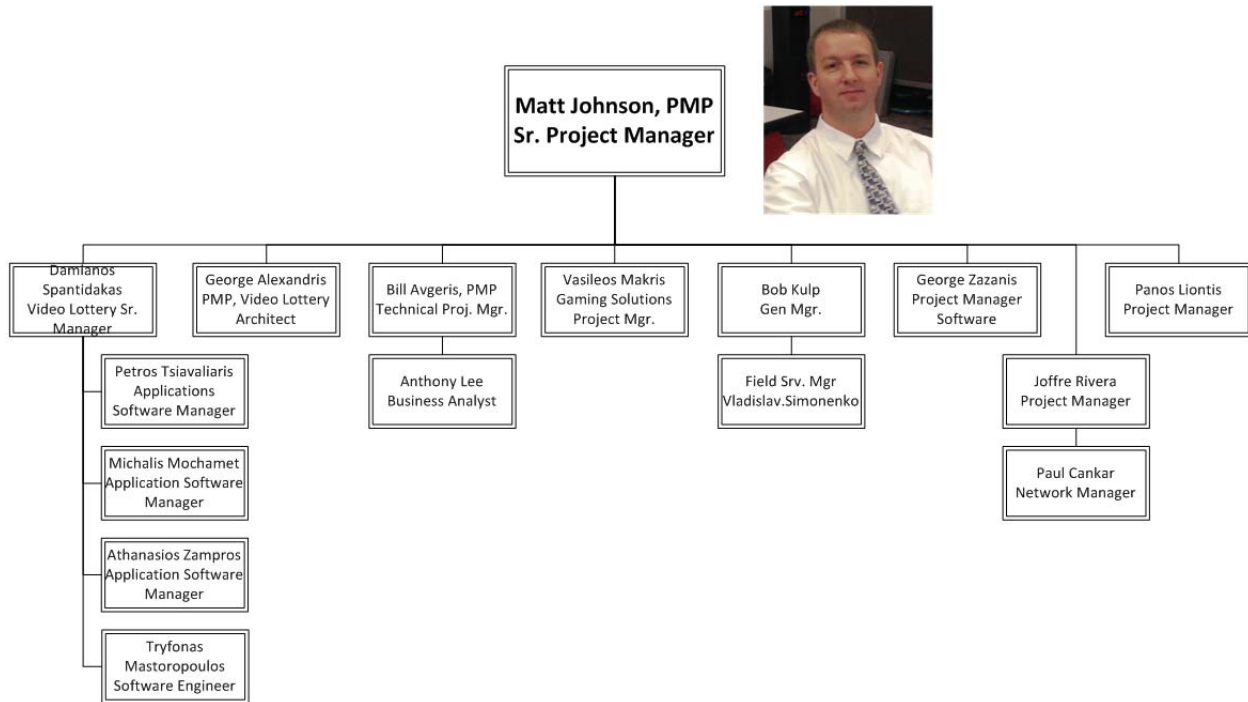 Matt Johnson, PMP
Sr. Project Manager
Damianos
Spantidakas
Video Lottery Sr.
Manager
George Alexandris
PMP, Video Lottery
Architect
Bill Avgeris, PMP
Technical Proj. Mgr.
Vasileos Makris
Gaming Solutions
Project Mgr.
Bob Kulp
Gen Mgr.
George Zazanis
Project Manager
Software
Panos Liontis
Project Manager
Petros Tsiavaliaris
Applications
Software Manager
Anthony Lee
Business Analyst
Field Srv. Mgr
Vladislav.Simonenko
Joffre Rivera
Project Manager
Michalis Mochamet
Application Software
Manager
Paul Cankar
Network Manager
Athanasios Zampros
Application Software
Manager
Tryfonas
Mastoropoulos
Software Engineer